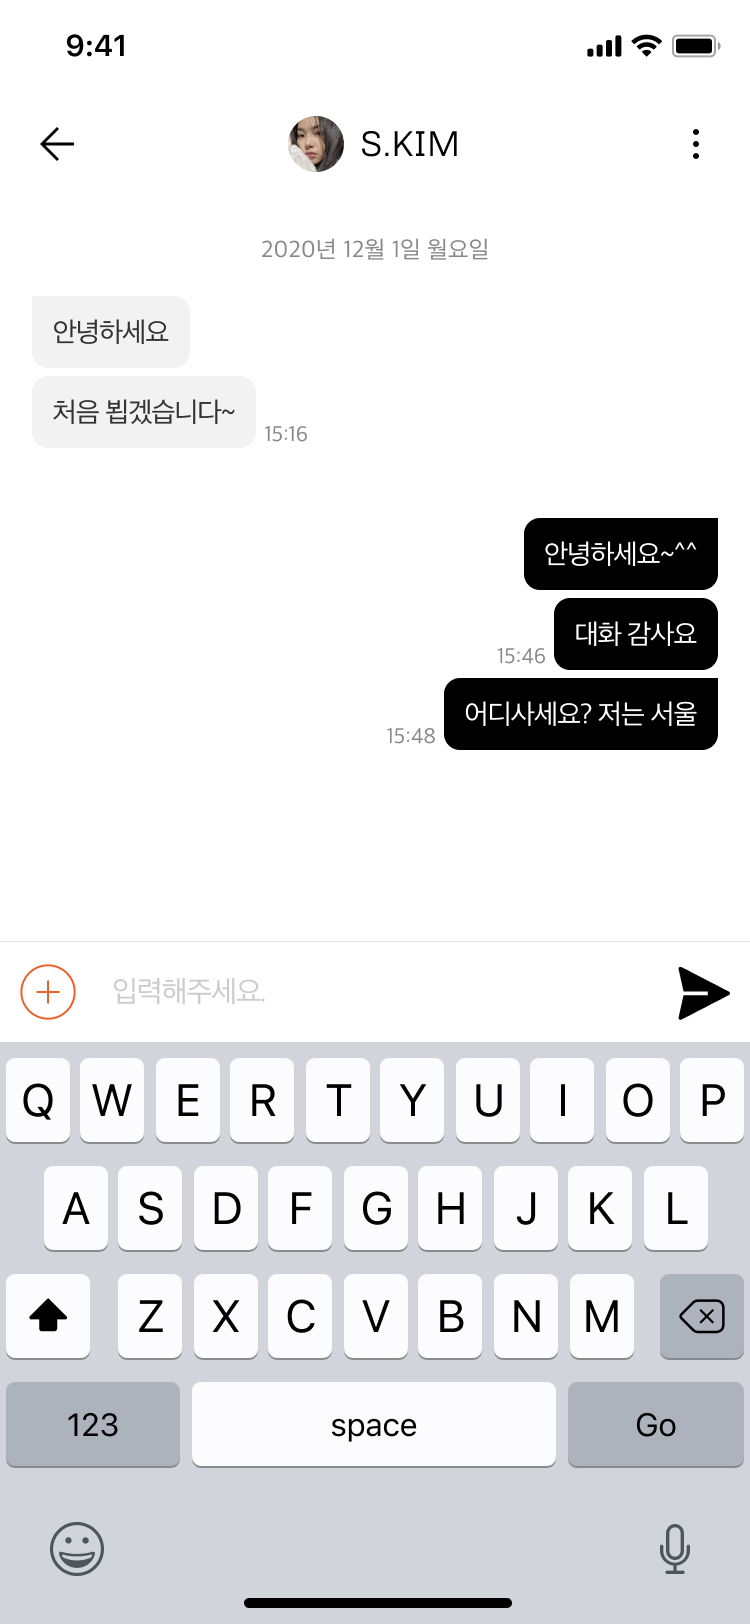 9:41
S.KIM
2020년 12월 1일 월요일
안녕하세요
처음 뵙겠습니다~
15:16
안녕하세요~^^
대화 감사요
15:46
어디사세요? 저는 서울
15:48
입력해주세요.
Q W E R T Y U I O P
A S D F G H J K L
Z X C V B N M
123 space Go